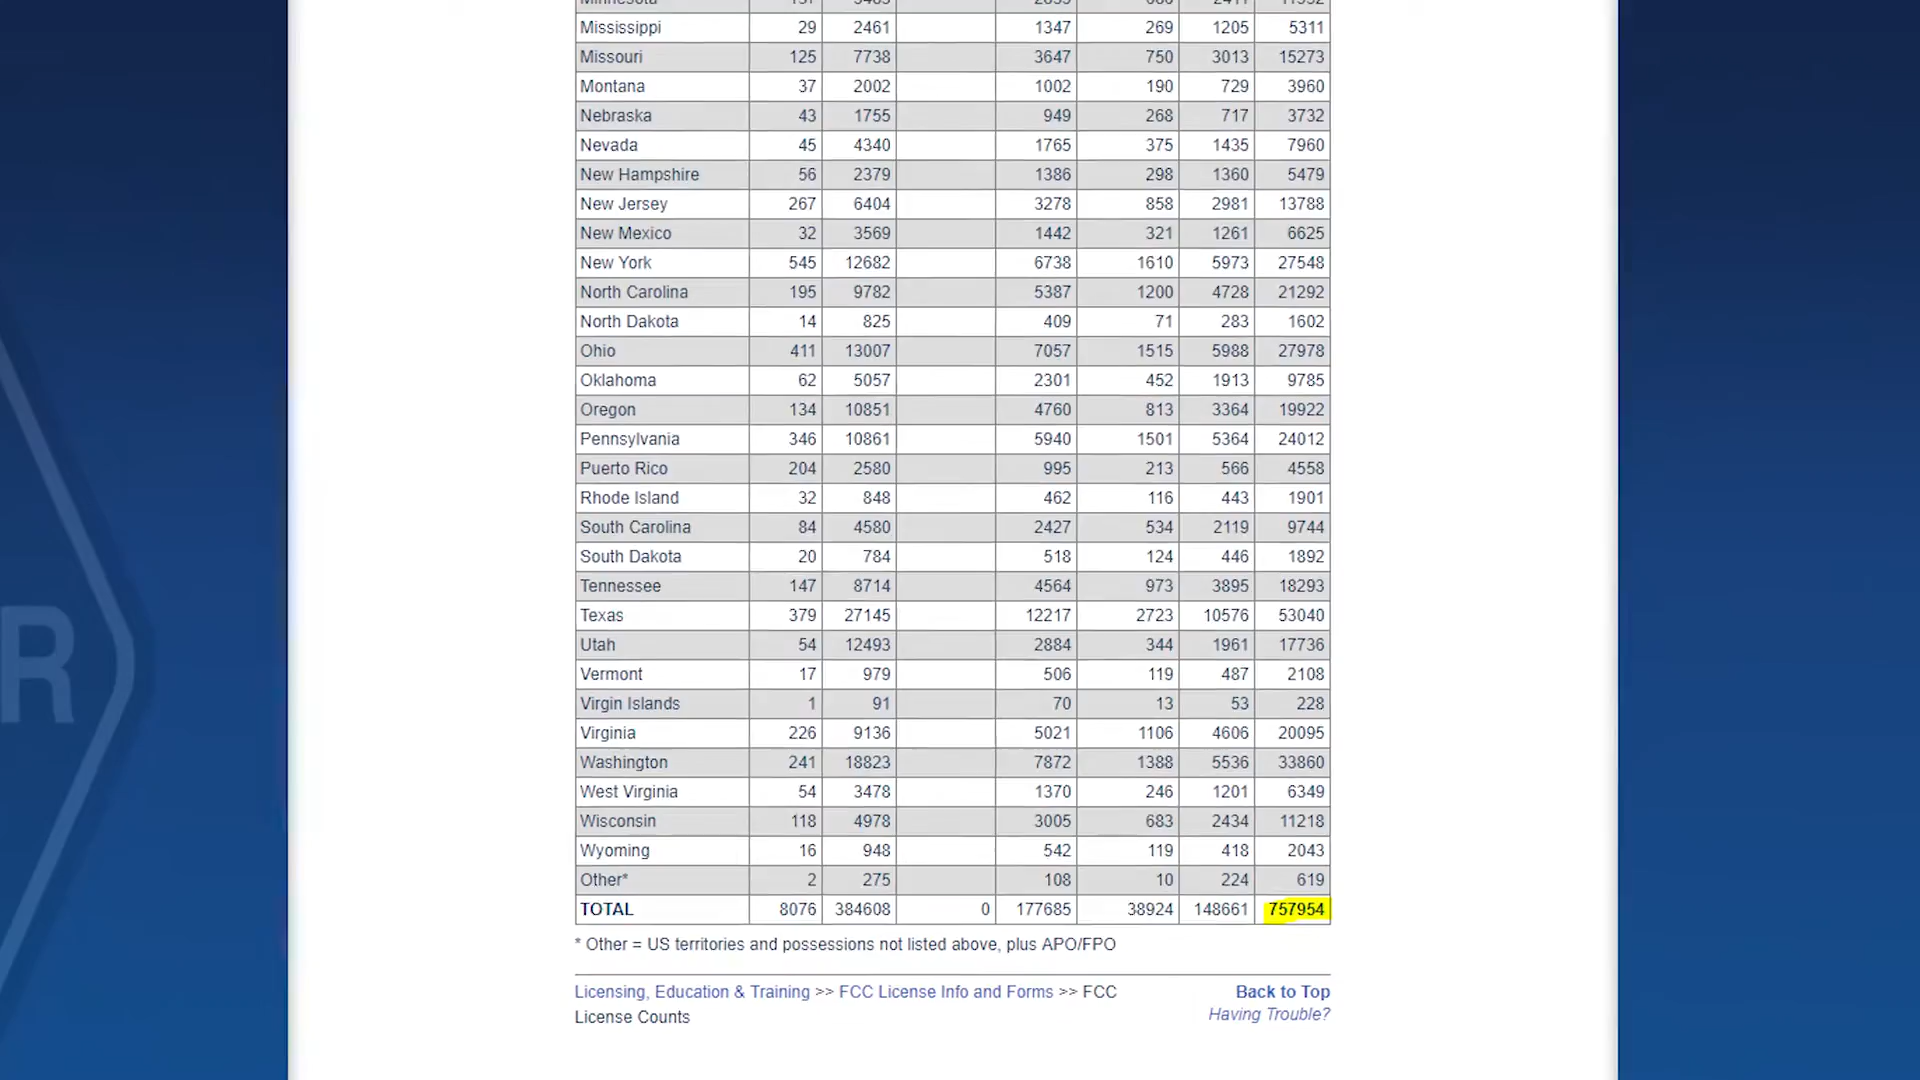 Mississippi 29 2461 1347 269 1205 5311
Missouri 125 7738 3647 750 3013 15273
Montana 37 2002 1002 190 729 3960
Nebraska 43 1755 949 268 717 3732
Nevada 45 4340 1765 375 1435 7960
New Hampshire 56 2379 1386 298 1360 5479
New Jersey 267 6404 3278 858 2981 13788
New Mexico 32 3569 1442 321 1261 6625
New York 545 12682 6738 1610 5973 27548
North Carolina 195 9782 5387 1200 4728 21292
North Dakota 14 825 409 71 283 1602
Ohio 411 13007 7057 1515 5988 27978
Oklahoma 62 5057 2301 452 1913 9785
Oregon 134 10851 4760 813 3364 19922
Pennsylvania 346 10861 5940 1501 5364 24012
Puerto Rico 204 2580 995 213 566 4558
Rhode Island 32 848 462 116 443 1901
South Carolina 84 4580 2427 534 2119 9744
South Dakota 20 784 518 124 446 1892
Tennessee 147 8714 4564 973 3895 18293
Texas 379 27145 12217 2723 10576 53040
Utah 54 12493 2884 344 1961 17736
Vermont 17 979 506 119 487 2108
Virgin Islands 1 91 70 13 53 228
Virginia 226 9136 5021 1106 4606 20095
Washington 241 18823 7872 1388 5536 33860
West Virginia 54 3478 1370 246 1201 6349
Wisconsin 118 4978 3005 683 2434 11218
Wyoming 16 948 542 119 418 2043
Other* 2 275 108 10 224 619
TOTAL 8076 384608 0 177685 38924 148661 757954
* Other = US territories and possessions not listed above, plus APO/FPO
Licensing, Education & Training >> FCC License Info and Forms >> FCC
License Counts
Back to Top
Having Trouble?
R